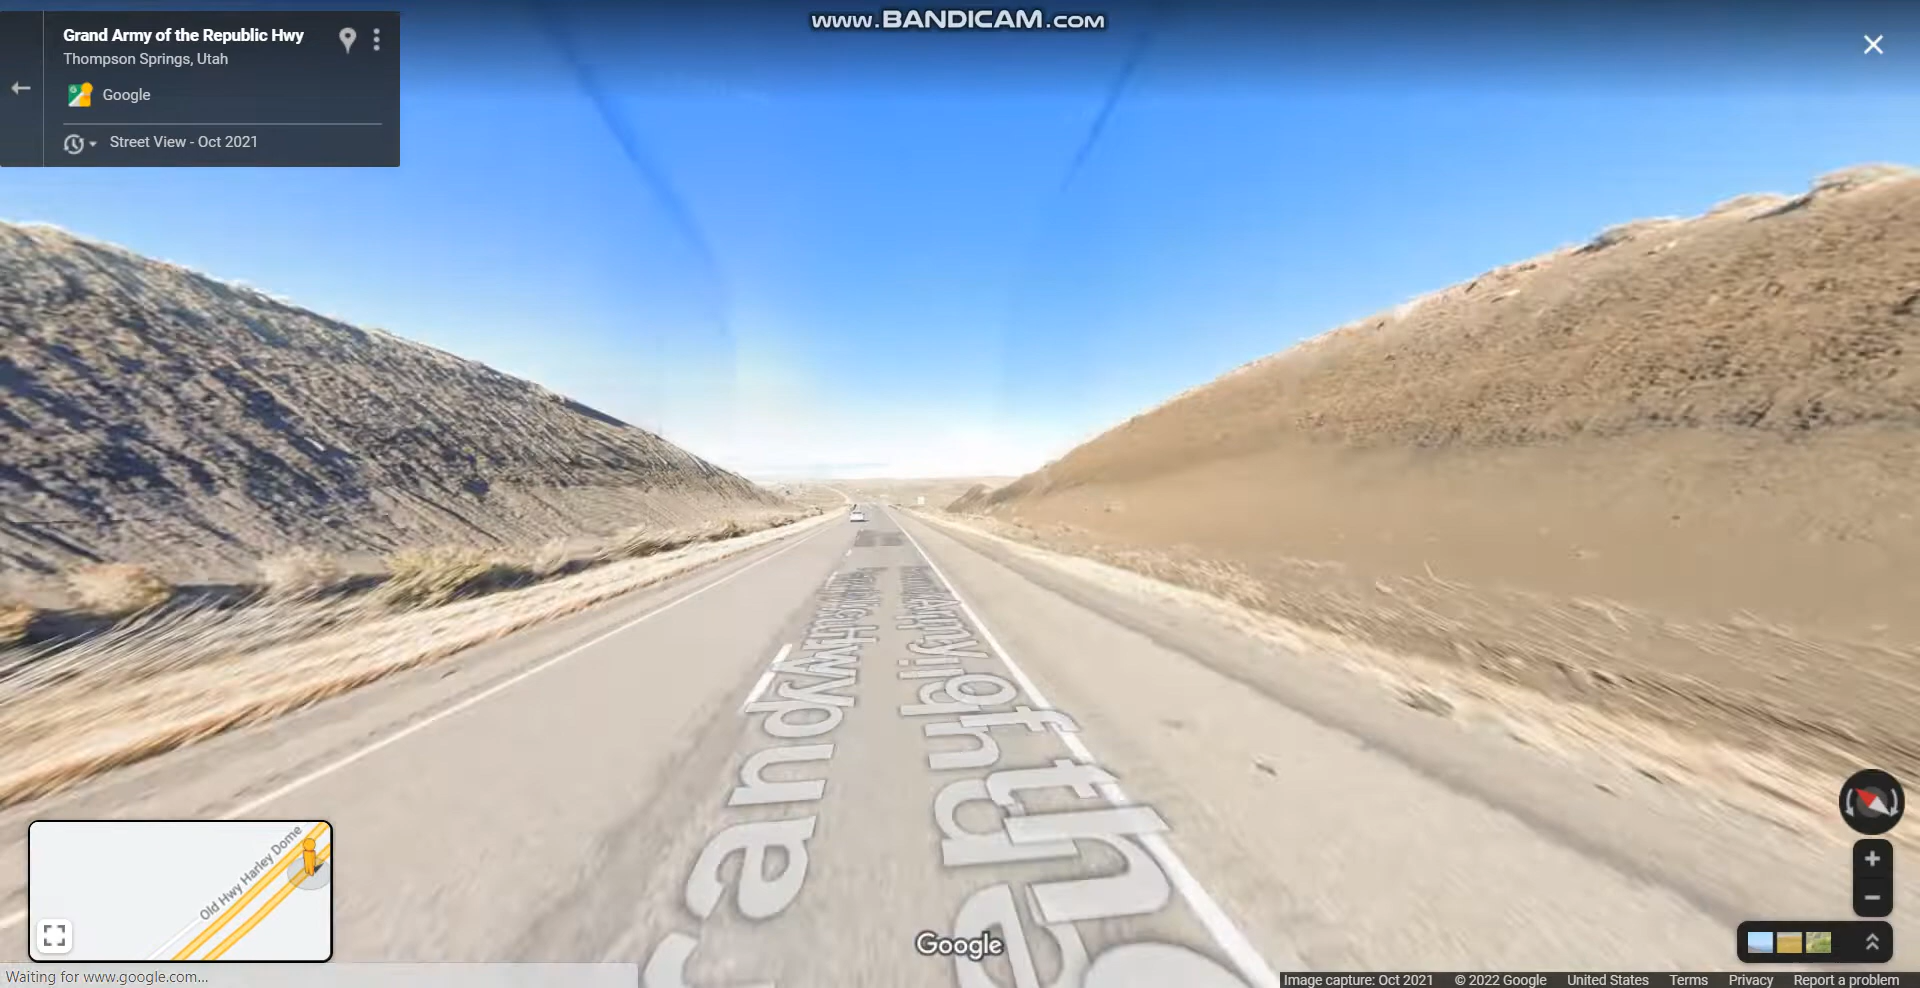 www.BANDICAM.com
Grand Army of the Republic Hwy
Thompson Springs, Utah
Google
Street View - Oct 2021
Old Hwy Harley Dome
Google
Waiting for www.google.com...
Image capture: Oct 2021 © 2022 Google United States Terms Privacy Report a problem